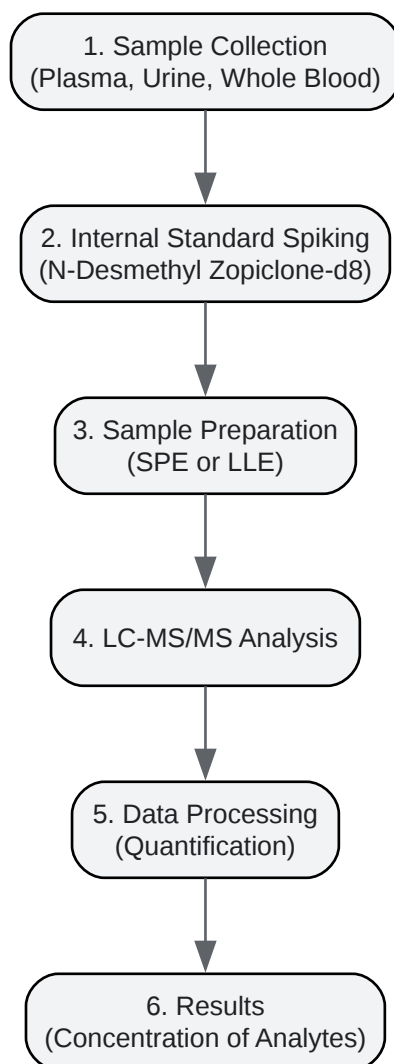 1. Sample Collection
(Plasma, Urine, Whole Blood)
2. Internal Standard Spiking
(N-Desmethyl Zopiclone-d8)
3. Sample Preparation
(SPE or LLE)
4. LC-MS/MS Analysis
5. Data Processing
(Quantification)
6. Results
(Concentration of Analytes)